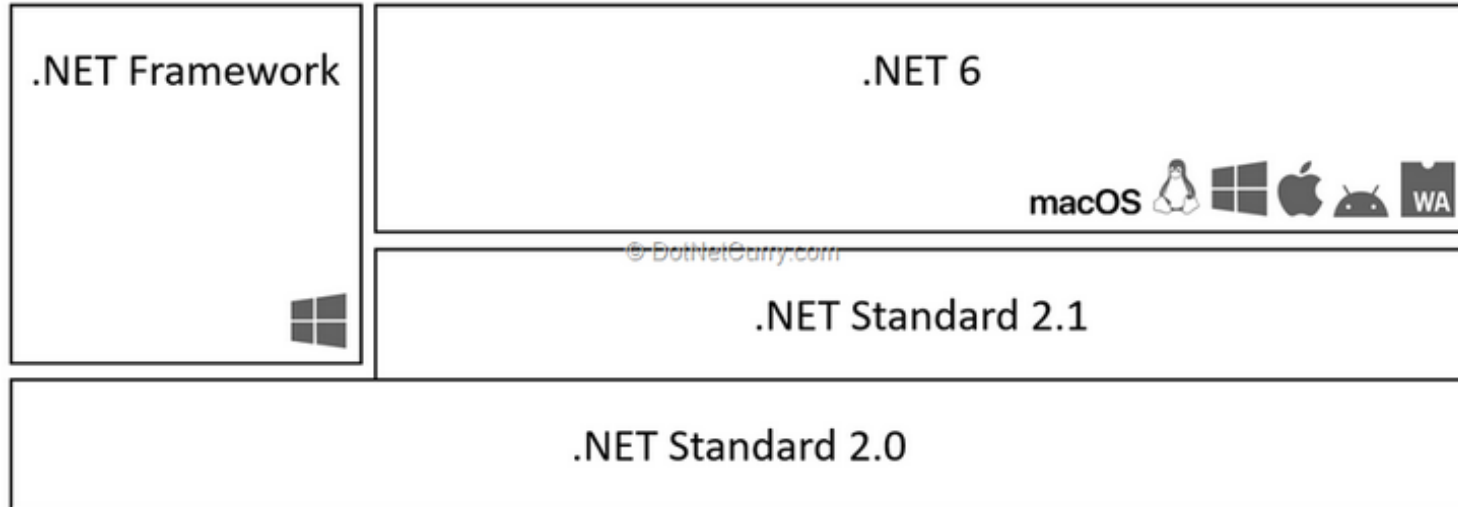 .NET Framework
.NET 6
macOS
WA
© DotNetCurry.com
.NET Standard 2.1
.NET Standard 2.0